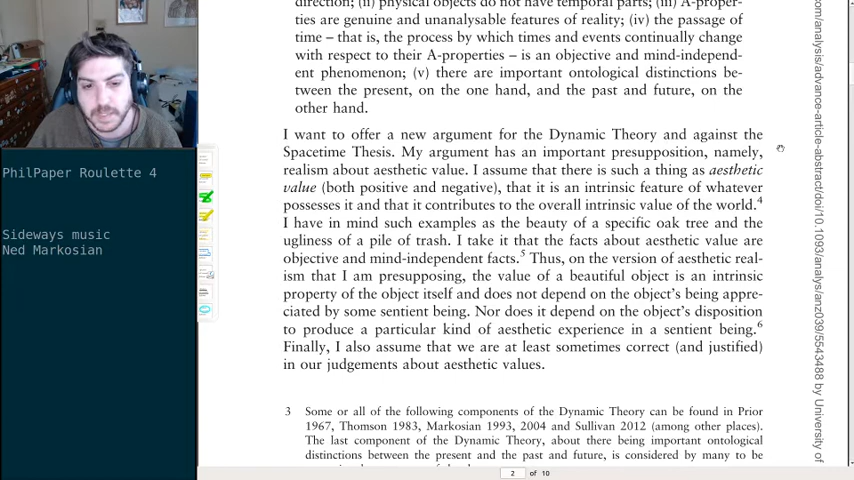 PhilPaper Roulette 4
Sideways music
Ned Markosian
direction; (ii) physical objects do not have temporal parts; (iii) A-proper-
ties are genuine and unanalysable features of reality; (iv) the passage of
time – that is, the process by which times and events continually change
with respect to their A-properties – is an objective and mind-independ-
ent phenomenon; (v) there are important ontological distinctions be-
tween the present, on the one hand, and the past and future, on the
other hand.
I want to offer a new argument for the Dynamic Theory and against the
Spacetime Thesis. My argument has an important presupposition, namely,
realism about aesthetic value. I assume that there is such a thing as aesthetic
value (both positive and negative), that it is an intrinsic feature of whatever
possesses it and that it contributes to the overall intrinsic value of the world.4
I have in mind such examples as the beauty of a specific oak tree and the
ugliness of a pile of trash. I take it that the facts about aesthetic value are
objective and mind-independent facts.5 Thus, on the version of aesthetic real-
ism that I am presupposing, the value of a beautiful object is an intrinsic
property of the object itself and does not depend on the object's being appre-
ciated by some sentient being. Nor does it depend on the object's disposition
to produce a particular kind of aesthetic experience in a sentient being.6
Finally, I also assume that we are at least sometimes correct (and justified)
in our judgements about aesthetic values.
3 Some or all of the following components of the Dynamic Theory can be found in Prior
1967, Thomson 1983, Markosian 1993, 2004 and Sullivan 2012 (among other places).
The last component of the Dynamic Theory, about there being important ontological
distinctions between the present and the past and future, is considered by many to be
2 of 10
.com/analysis/advance-article-abstract/doi/10.1093/analys/anz039/5543488 by University of